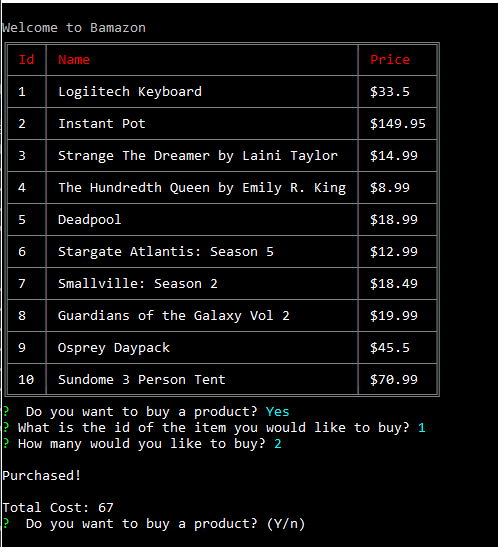 Welcome to Bamazon
Id Name Price
1 Logiitech Keyboard $33.5
2 Instant Pot $149.95
3 Strange The Dreamer by Laini Taylor $14.99
4 The Hundredth Queen by Emily R. King $8.99
5 Deadpool $18.99
6 Stargate Atlantis: Season 5 $12.99
7 Smallville: Season 2 $18.49
8 Guardians of the Galaxy Vol 2 $19.99
9 Osprey Daypack $45.5
10 Sundome 3 Person Tent $70.99
?  Do you want to buy a product? Yes
? What is the id of the item you would like to buy? 1
? How many would you like to buy? 2
Purchased!
Total Cost: 67
?  Do you want to buy a product? (Y/n)